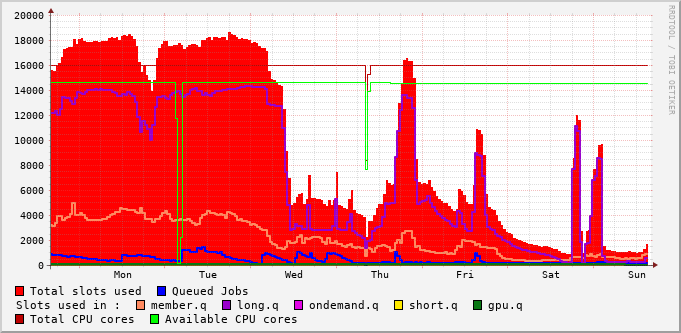 RRDTOOL / TOBI OETIKER
20000
18000
16000
14000
12000
10000
8000
6000
4000
2000
0
Mon Tue Wed Thu Fri Sat Sun
Total slots used Queued Jobs
Slots used in : member.q long.q ondemand.q short.q gpu.q
Total CPU cores Available CPU cores